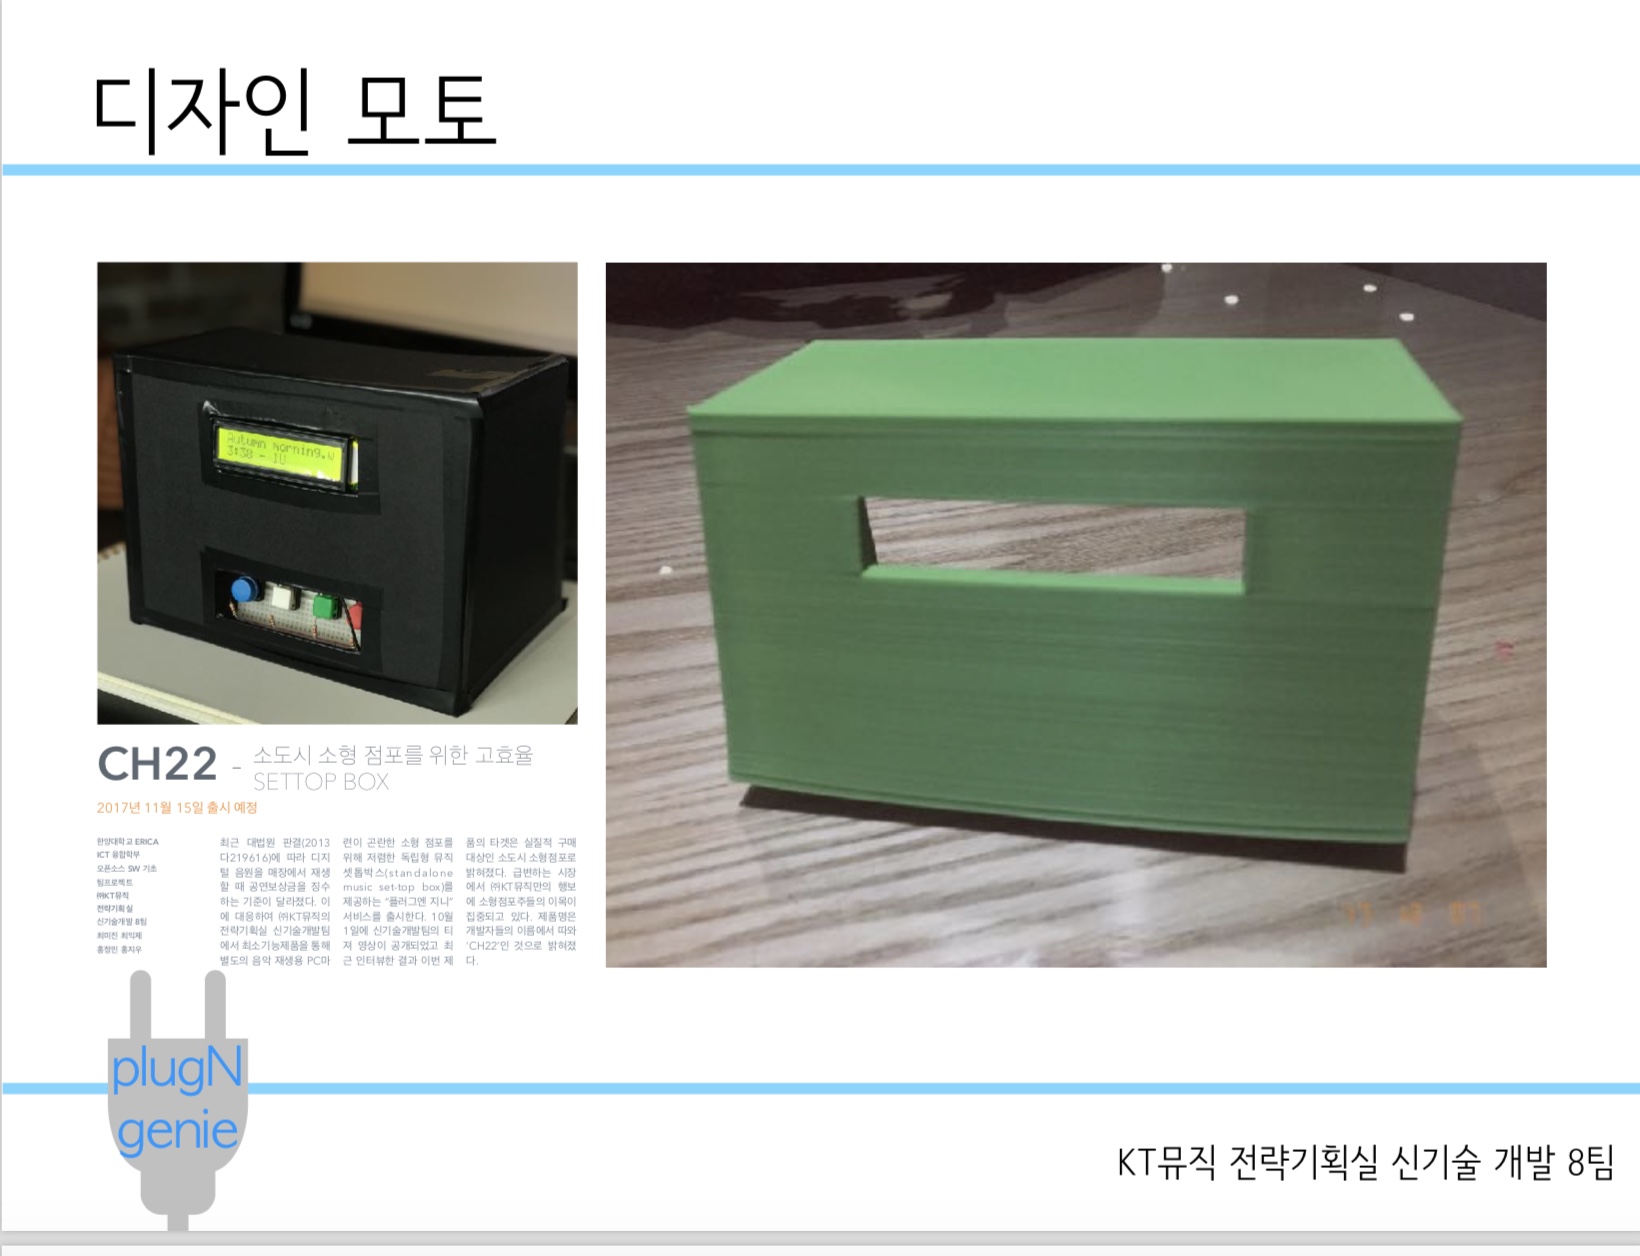 디자인 모토
Autumn Morning.w
3:38 - IU
CH22 - 소도시 소형 점포를 위한 고효율
SETTOP BOX
2017년 11월 15일 출시 예정
한양대학교 ERICA
ICT 융합학부
오픈소스 SW 기초
팀프로젝트
㈜KT뮤직
전략기획실
신기술개발 8팀
최미진 최익제
홍정민 홍지우
최근 대법원 판결(2013
다219616)에 따라 디지
털 음원을 매장에서 재생
할 때 공연보상금을 징수
하는 기준이 달라졌다. 이
에 대응하여 ㈜KT뮤직의
전략기획실 신기술개발팀
에서 최소기능제품을 통해
별도의 음악 재생용 PC마
련이 곤란한 소형 점포를
위해 저렴한 독립형 뮤직
셋톱박스(standalone
music set-top box)를
제공하는 “플러그엔 지니”
서비스를 출시한다. 10월
1일에 신기술개발팀의 티
져 영상이 공개되었고 최
근 인터뷰한 결과 이번 제
품의 타겟은 실질적 구매
대상인 소도시 소형점포로
밝혀졌다. 급변하는 시장
에서 ㈜KT뮤직만의 행보
에 소형점포주들의 이목이
집중되고 있다. 제품명은
개발자들의 이름에서 따와
‘CH22’인 것으로 밝혀졌
다.
plugN
genie
KT뮤직 전략기획실 신기술 개발 8팀